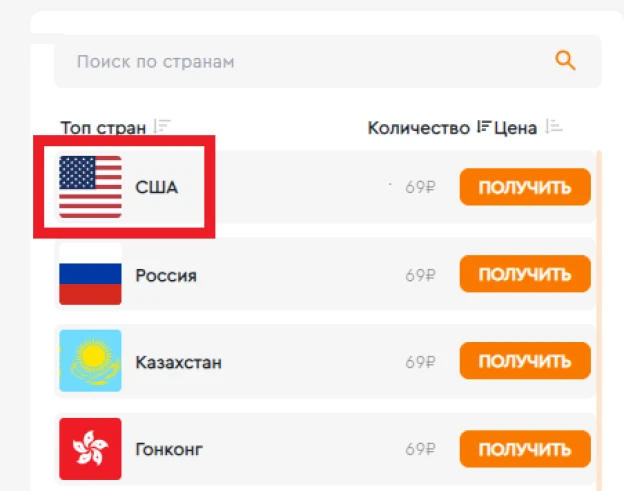 Поиск по странам
Топ стран Количество Цена
США 69₽ ПОЛУЧИТЬ
Россия 69₽ ПОЛУЧИТЬ
Казахстан 69₽ ПОЛУЧИТЬ
Гонконг 69₽ ПОЛУЧИТЬ